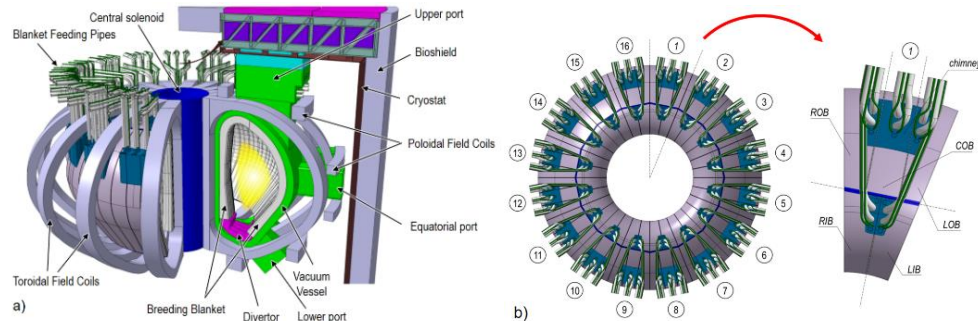 Central solenoid
Blanket Feeding Pipes
Upper port
Bioshield
Cryostat
Poloidal Field Coils
Equatorial port
Toroidal Field Coils
Breeding Blanket
Divertor
Lower port
Vacuum
Vessel
a)
16
1
2
3
4
5
6
7
8
9
10
11
12
13
14
15
b)
1
chimney
ROB
COB
LOB
RIB
LIB